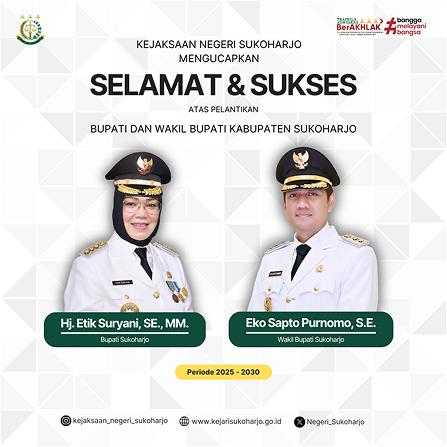 BerAKHLAK
#bangga
melayani
bangsa
KEJAKSAAN NEGERI SUKOHARJO
MENGUCAPKAN
SELAMAT & SUKSES
ATAS PELANTIKAN
BUPATI DAN WAKIL BUPATI KABUPATEN SUKOHARJO
Hj. Etik Suryani, SE., MM.
Bupati Sukoharjo
Eko Sapto Purnomo, S.E.
Wakil Bupati Sukoharjo
Periode 2025 - 2030
kejaksaan_negeri_sukoharjo
www.kejarisukoharjo.go.id
Negeri_Sukoharjo